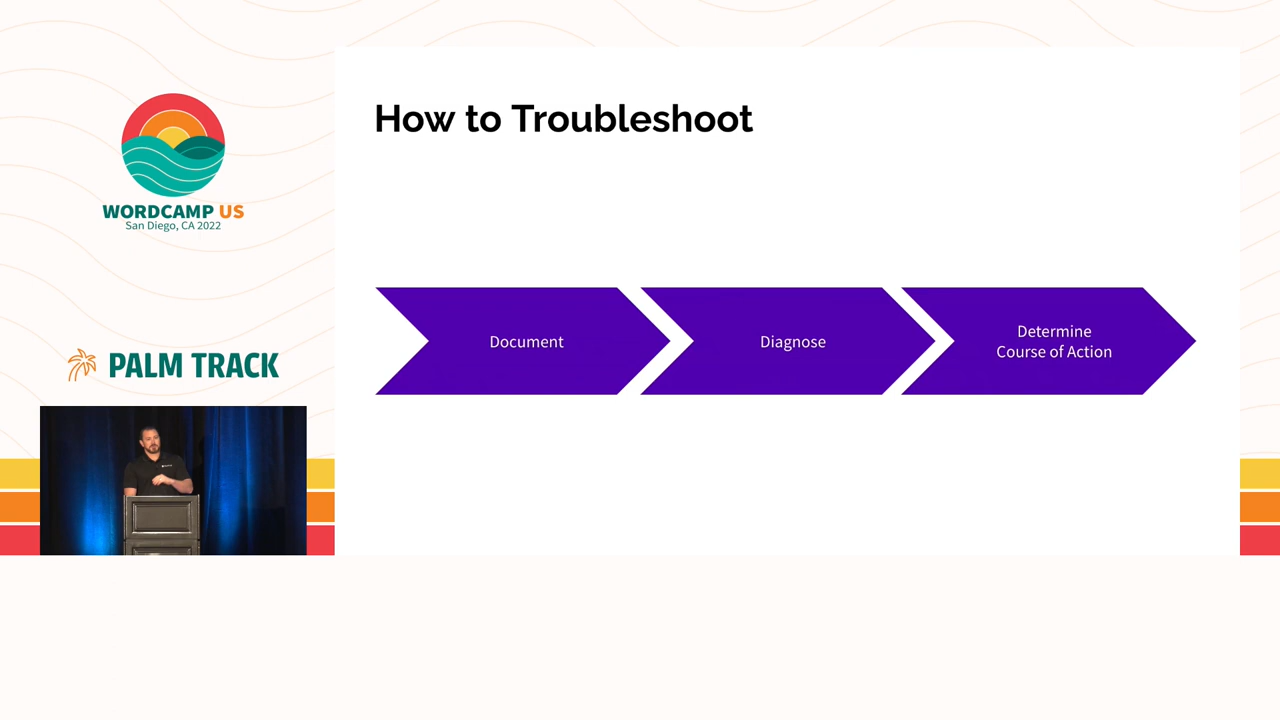 WORDCAMP US
San Diego, CA 2022
PALM TRACK
How to Troubleshoot
Document
Diagnose
Determine
Course of Action